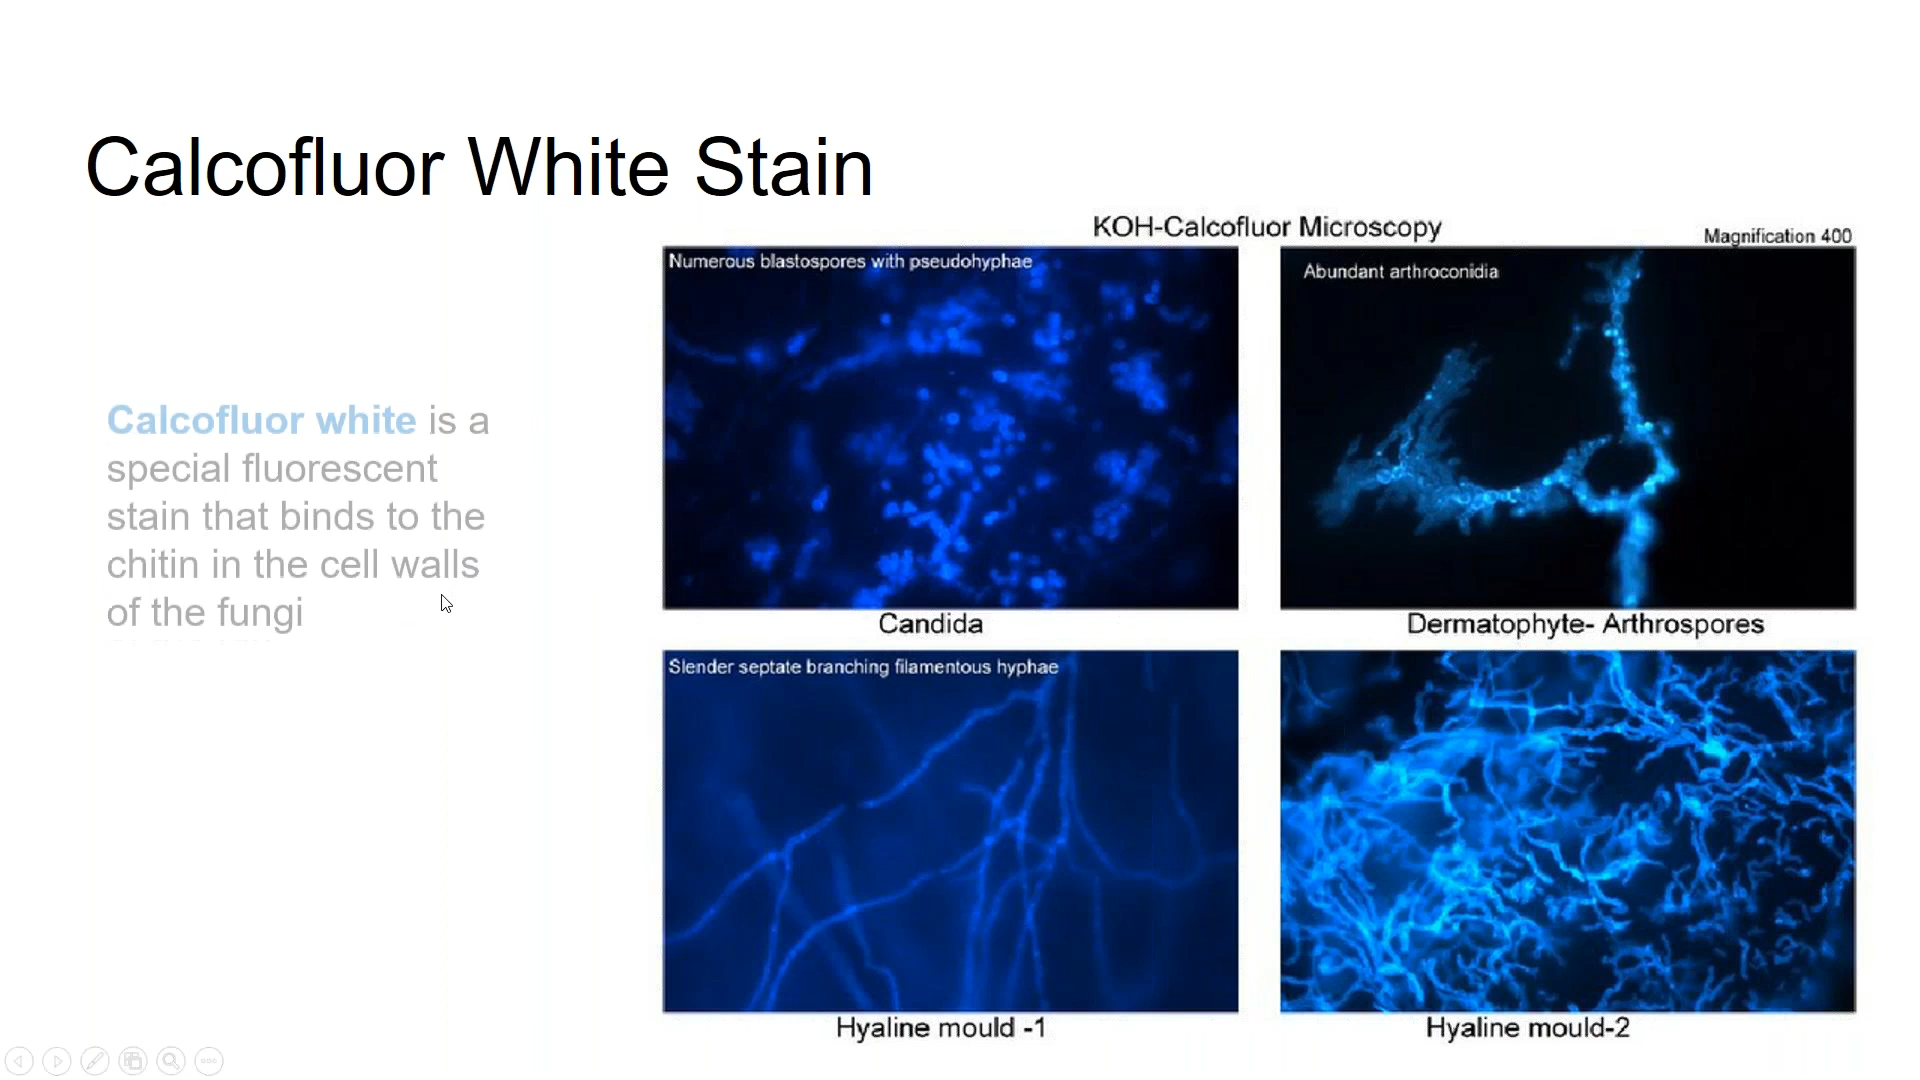 Calcofluor White Stain
KOH-Calcofluor Microscopy
Magnification 400
Calcofluor white is a
special fluorescent
stain that binds to the
chitin in the cell walls
of the fungi
Numerous blastospores with pseudohyphae
Candida
Abundant arthroconidia
Dermatophyte- Arthrospores
Slender septate branching filamentous hyphae
Hyaline mould -1
Hyaline mould-2